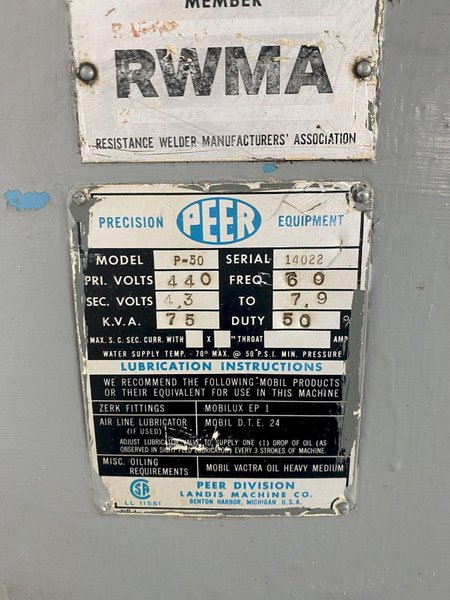 MEMBER
RWMA
RESISTANCE WELDER MANUFACTURERS' ASSOCIATION
PRECISION PEER EQUIPMENT
MODEL P-50 SERIAL 14022
PRI. VOLTS 440 FREQ. 60
SEC. VOLTS 4.3 TO 7.9
K.V.A. 75 DUTY 50 %
MAX. S.C. SEC. CURR. WITH X " THROAT AMP
WATER SUPPLY TEMP. - 70° MAX. @ 50 P.S.I. MIN. PRESSURE
LUBRICATION INSTRUCTIONS
WE RECOMMEND THE FOLLOWING MOBIL PRODUCTS
OR THEIR EQUIVALENT FOR USE IN THIS MACHINE
ZERK FITTINGS MOBILUX EP 1
AIR LINE LUBRICATOR MOBIL D.T.E. 24
(IF USED)
ADJUST LUBRICATOR VALVE TO SUPPLY ONE (1) DROP OF OIL (AS
OBSERVED IN SIGHT FEED LUBRICATOR) EVERY 3 STROKES OF MACHINE.
MISC. OILING MOBIL VACTRA OIL HEAVY MEDIUM
REQUIREMENTS
PEER DIVISION
LANDIS MACHINE CO.
BENTON HARBOR, MICHIGAN U.S.A.
LL 11551